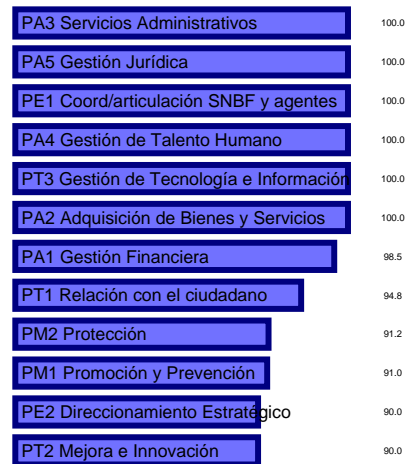 PA3 Servicios Administrativos 100.0
PA5 Gestión Jurídica 100.0
PE1 Coord/articulación SNBF y agentes 100.0
PA4 Gestión de Talento Humano 100.0
PT3 Gestión de Tecnología e Información 100.0
PA2 Adquisición de Bienes y Servicios 100.0
PA1 Gestión Financiera 98.5
PT1 Relación con el ciudadano 94.8
PM2 Protección 91.2
PM1 Promoción y Prevención 91.0
PE2 Direccionamiento Estratégico 90.0
PT2 Mejora e Innovación 90.0